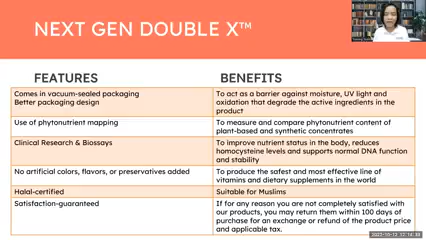 NEXT GEN DOUBLE X™
FEATURES
BENEFITS
Comes in vacuum-sealed packaging
Better packaging design
To act as a barrier against moisture, UV light and
oxidation that degrade the active ingredients in the
product
Use of phytonutrient mapping
To measure and compare phytonutrient content of
plant-based and synthetic concentrates
Clinical Research & Biossays
To improve nutrient status in the body, reduces
homocysteine levels and supports normal DNA function
and stability
No artificial colors, flavors, or preservatives added
To produce the safest and most effective line of
vitamins and dietary supplements in the world
Halal-certified
Suitable for Muslims
Satisfaction-guaranteed
If for any reason you are not completely satisfied with
our products, you may return them within 100 days of
purchase for an exchange or refund of the product price
and applicable tax.